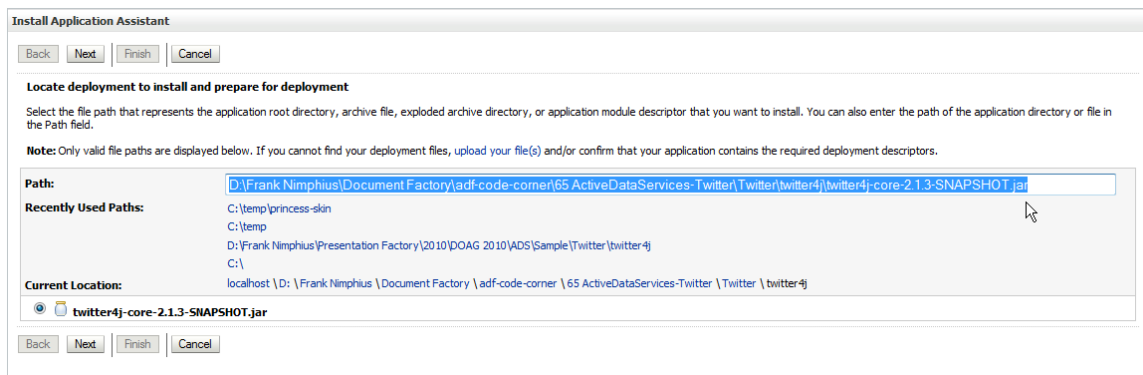 Install Application Assistant
Back Next Finish Cancel
Locate deployment to install and prepare for deployment
Select the file path that represents the application root directory, archive file, exploded archive directory, or application module descriptor that you want to install. You can also enter the path of the application directory or file in
the Path field.
Note: Only valid file paths are displayed below. If you cannot find your deployment files, upload your file(s) and/or confirm that your application contains the required deployment descriptors.
Path: D:\Frank Nimphius\Document Factory\adf-code-corner\65 ActiveDataServices-Twitter\Twitter\twitter4j\twitter4j-core-2.1.3-SNAPSHOT.jar
Recently Used Paths: C:\temp\princess-skin
C:\temp
D:\Frank Nimphius\Presentation Factory\2010\DOAG 2010\ADS\Sample\Twitter\twitter4j
C:\
Current Location: localhost \ D: \ Frank Nimphius \ Document Factory \ adf-code-corner \ 65 ActiveDataServices-Twitter \ Twitter \ twitter4j
twitter4j-core-2.1.3-SNAPSHOT.jar
Back Next Finish Cancel